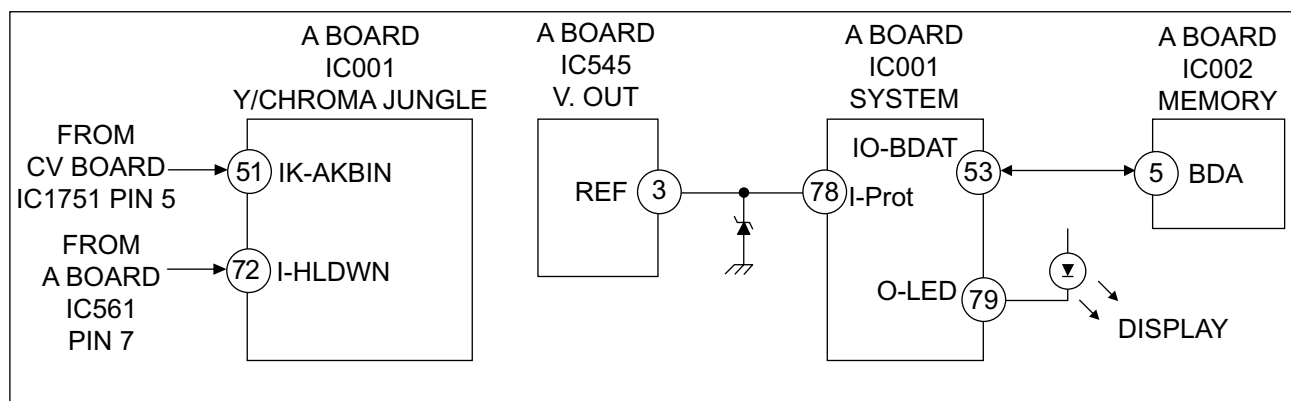 A BOARD
IC001
Y/CHROMA JUNGLE
FROM
CV BOARD
IC1751 PIN 5
51
IK-AKBIN
FROM
A BOARD
IC561
PIN 7
72
I-HLDWN
A BOARD
IC545
V. OUT
REF
3
A BOARD
IC001
SYSTEM
78
I-Prot
IO-BDAT
53
O-LED
79
A BOARD
IC002
MEMORY
5
BDA
DISPLAY